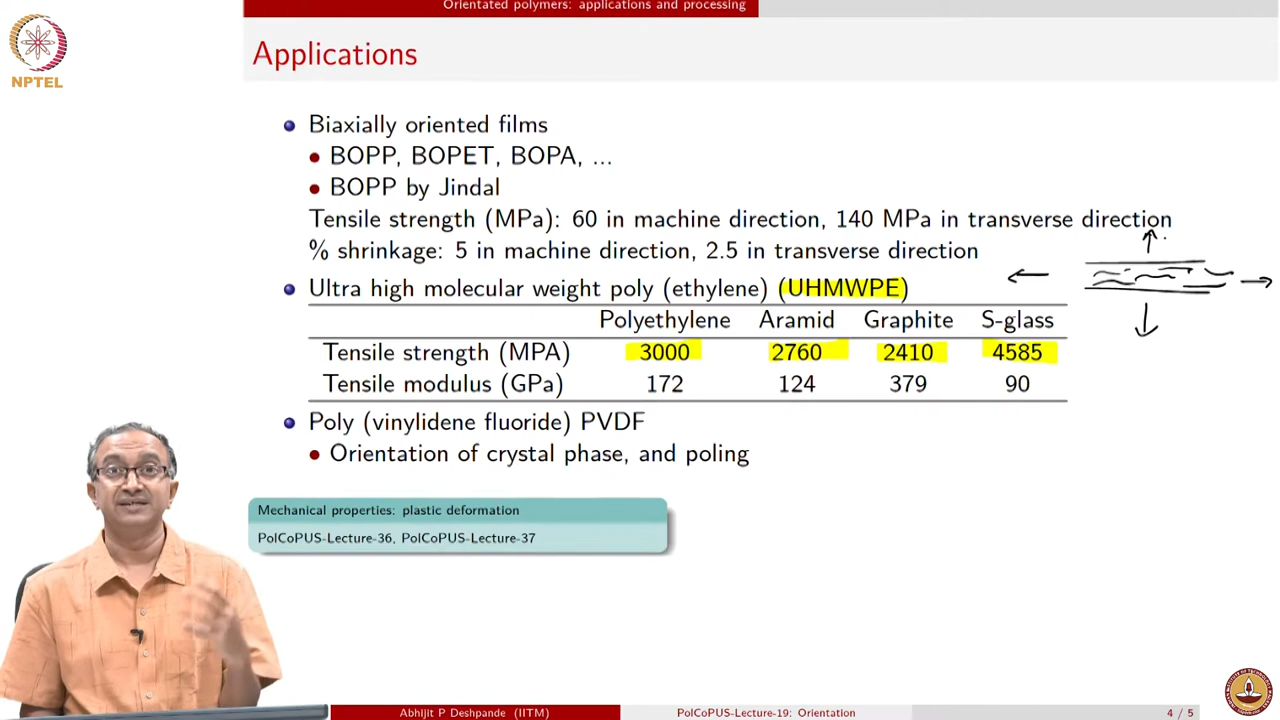 Orientated polymers: applications and processing
NPTEL
Applications
Biaxially oriented films
BOPP, BOPET, BOPA, ...
BOPP by Jindal
Tensile strength (MPa): 60 in machine direction, 140 MPa in transverse direction
% shrinkage: 5 in machine direction, 2.5 in transverse direction
Ultra high molecular weight poly (ethylene) (UHMWPE)
Polyethylene Aramid Graphite S-glass
Tensile strength (MPA) 3000 2760 2410 4585
Tensile modulus (GPa) 172 124 379 90
Poly (vinylidene fluoride) PVDF
Orientation of crystal phase, and poling
Mechanical properties: plastic deformation
PolCoPUS-Lecture-36, PolCoPUS-Lecture-37
Abhijit P Deshpande (IITM) PolCoPUS-Lecture-19: Orientation 4 / 5